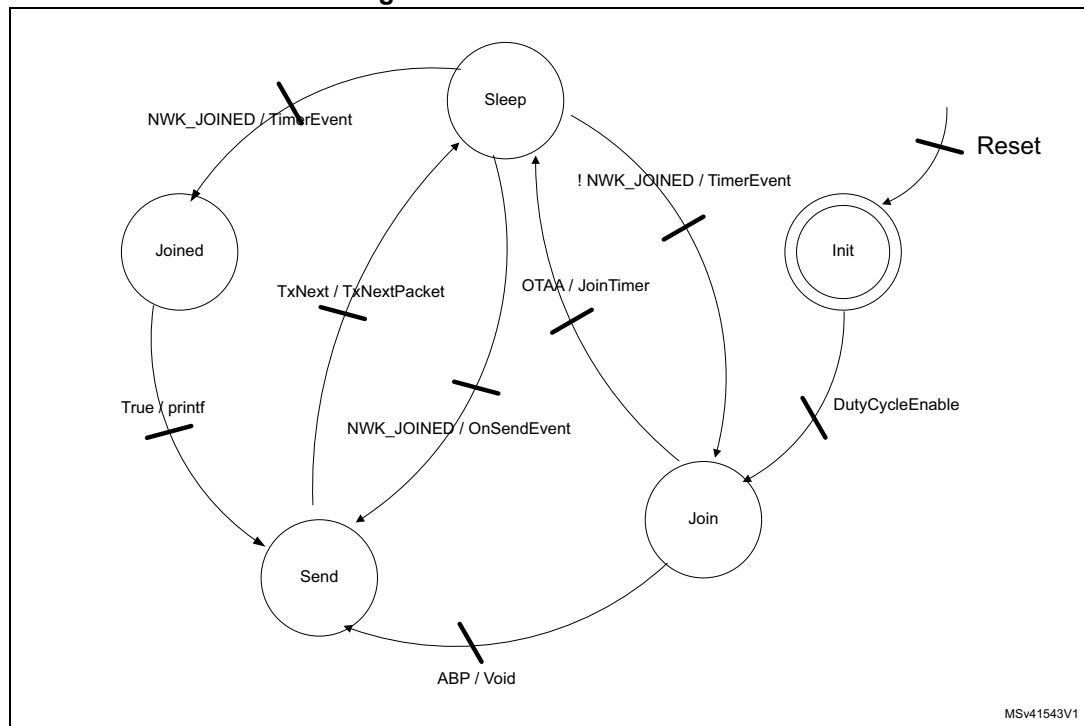 Sleep
NWK_JOINED / TimerEvent
Reset
! NWK_JOINED / TimerEvent
Joined
Init
TxNext / TxNextPacket
OTAA / JoinTimer
True / printf
DutyCycleEnable
NWK_JOINED / OnSendEvent
Join
Send
ABP / Void
MSv41543V1